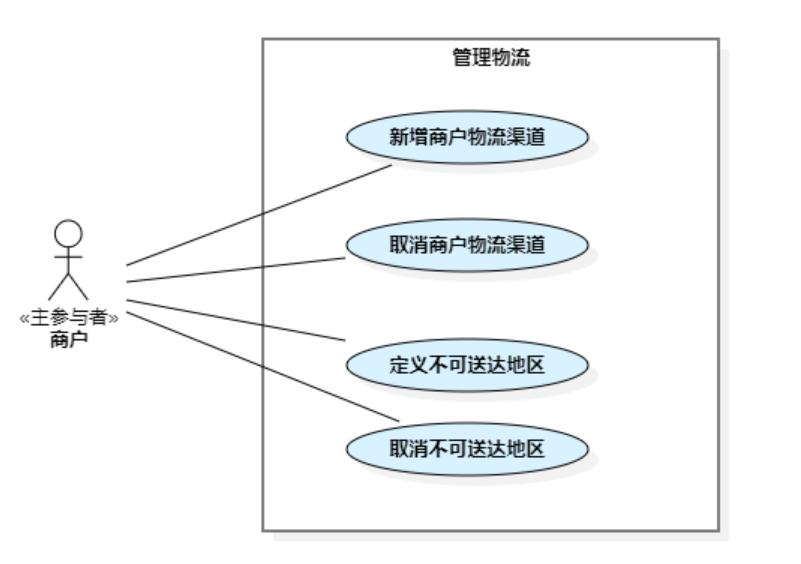 管理物流
新增商户物流渠道
取消商户物流渠道
«主参与者»
商户
定义不可送达地区
取消不可送达地区